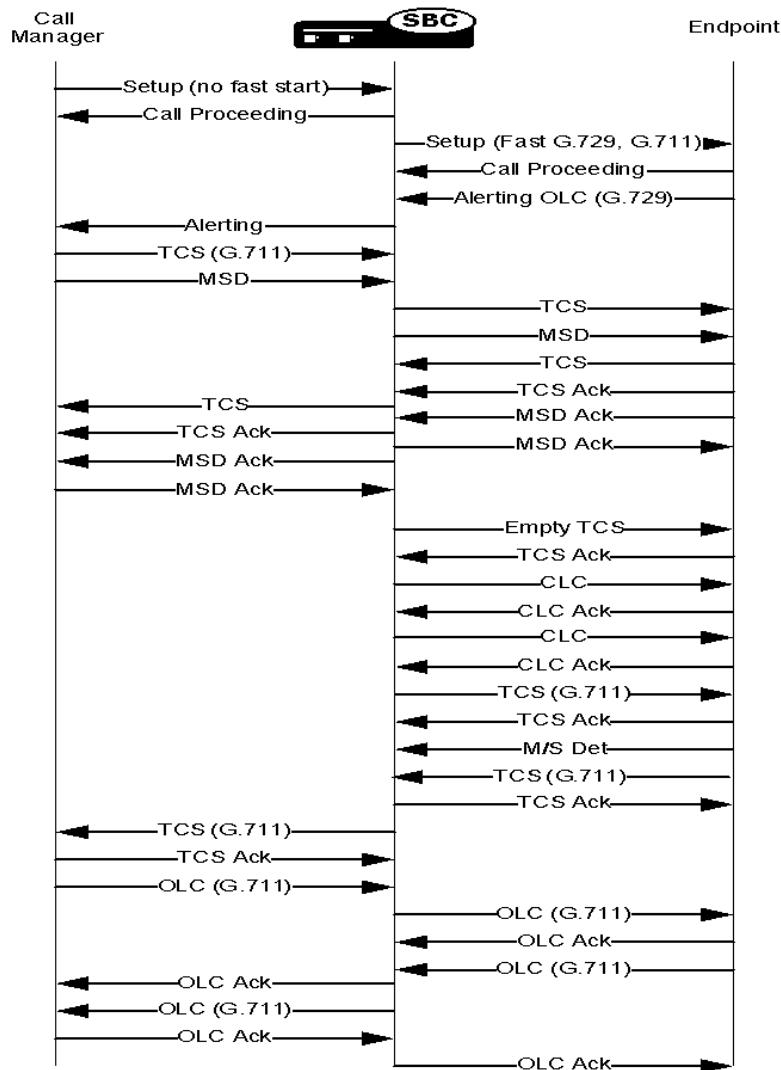 Call
Manager
SBC
Endpoint
Setup (no fast start)
Call Proceeding
Setup (Fast G.729, G.711)
Call Proceeding
Alerting OLC (G.729)
Alerting
TCS (G.711)
MSD
TCS
MSD
TCS
TCS Ack
TCS
MSD Ack
TCS Ack
MSD Ack
MSD Ack
MSD Ack
Empty TCS
TCS Ack
CLC
CLC Ack
CLC
CLC Ack
TCS (G.711)
TCS Ack
M/S Det
TCS (G.711)
TCS Ack
TCS (G.711)
TCS Ack
OLC (G.711)
OLC (G.711)
OLC Ack
OLC (G.711)
OLC Ack
OLC (G.711)
OLC Ack
OLC Ack